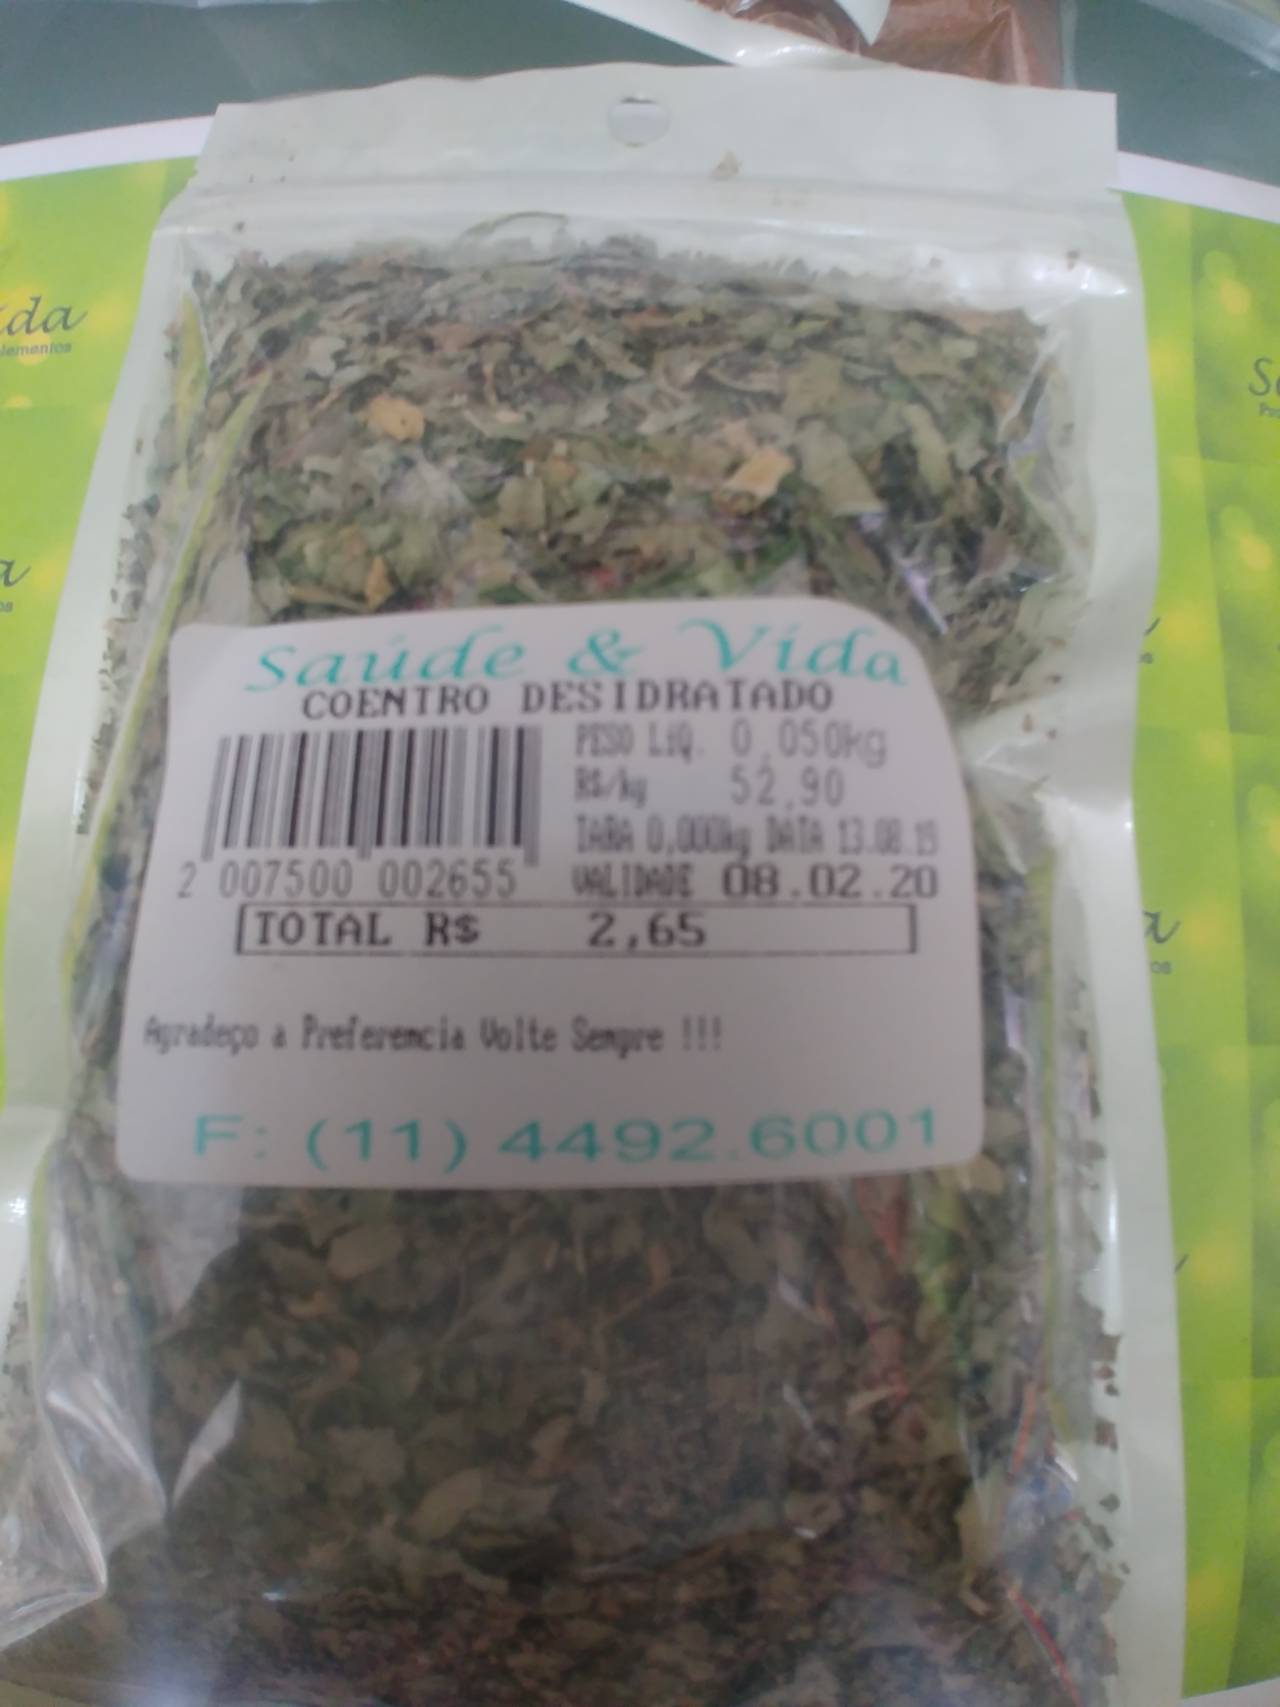 Saúde & Vida
COENTRO DESIDRATADO
PESO LíQ. 0,050kg
R$/kg 52,90
TARA 0,000kg DATA 13.08.19
2 007500 002655
VALIDADE 08.02.20
TOTAL R$ 2,65
Agradeço a Preferencia Volte Sempre !!!
F: (11) 4492.6001